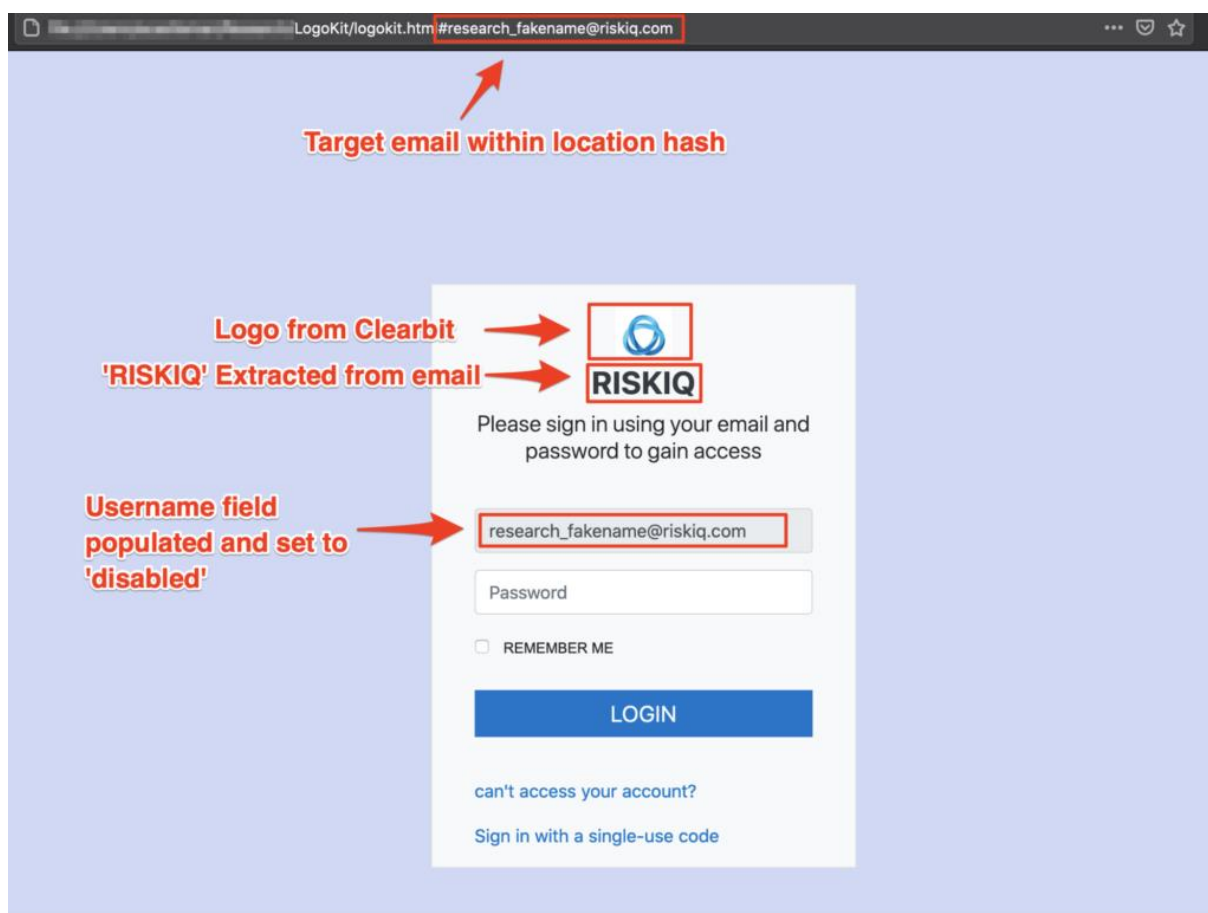 LogoKit/logokit.htm #research_fakename@riskiq.com
Target email within location hash
Logo from Clearbit
'RISKIQ' Extracted from email
RISKIQ
Please sign in using your email and
password to gain access
Username field
populated and set to
'disabled'
research_fakename@riskiq.com
Password
REMEMBER ME
LOGIN
can't access your account?
Sign in with a single-use code